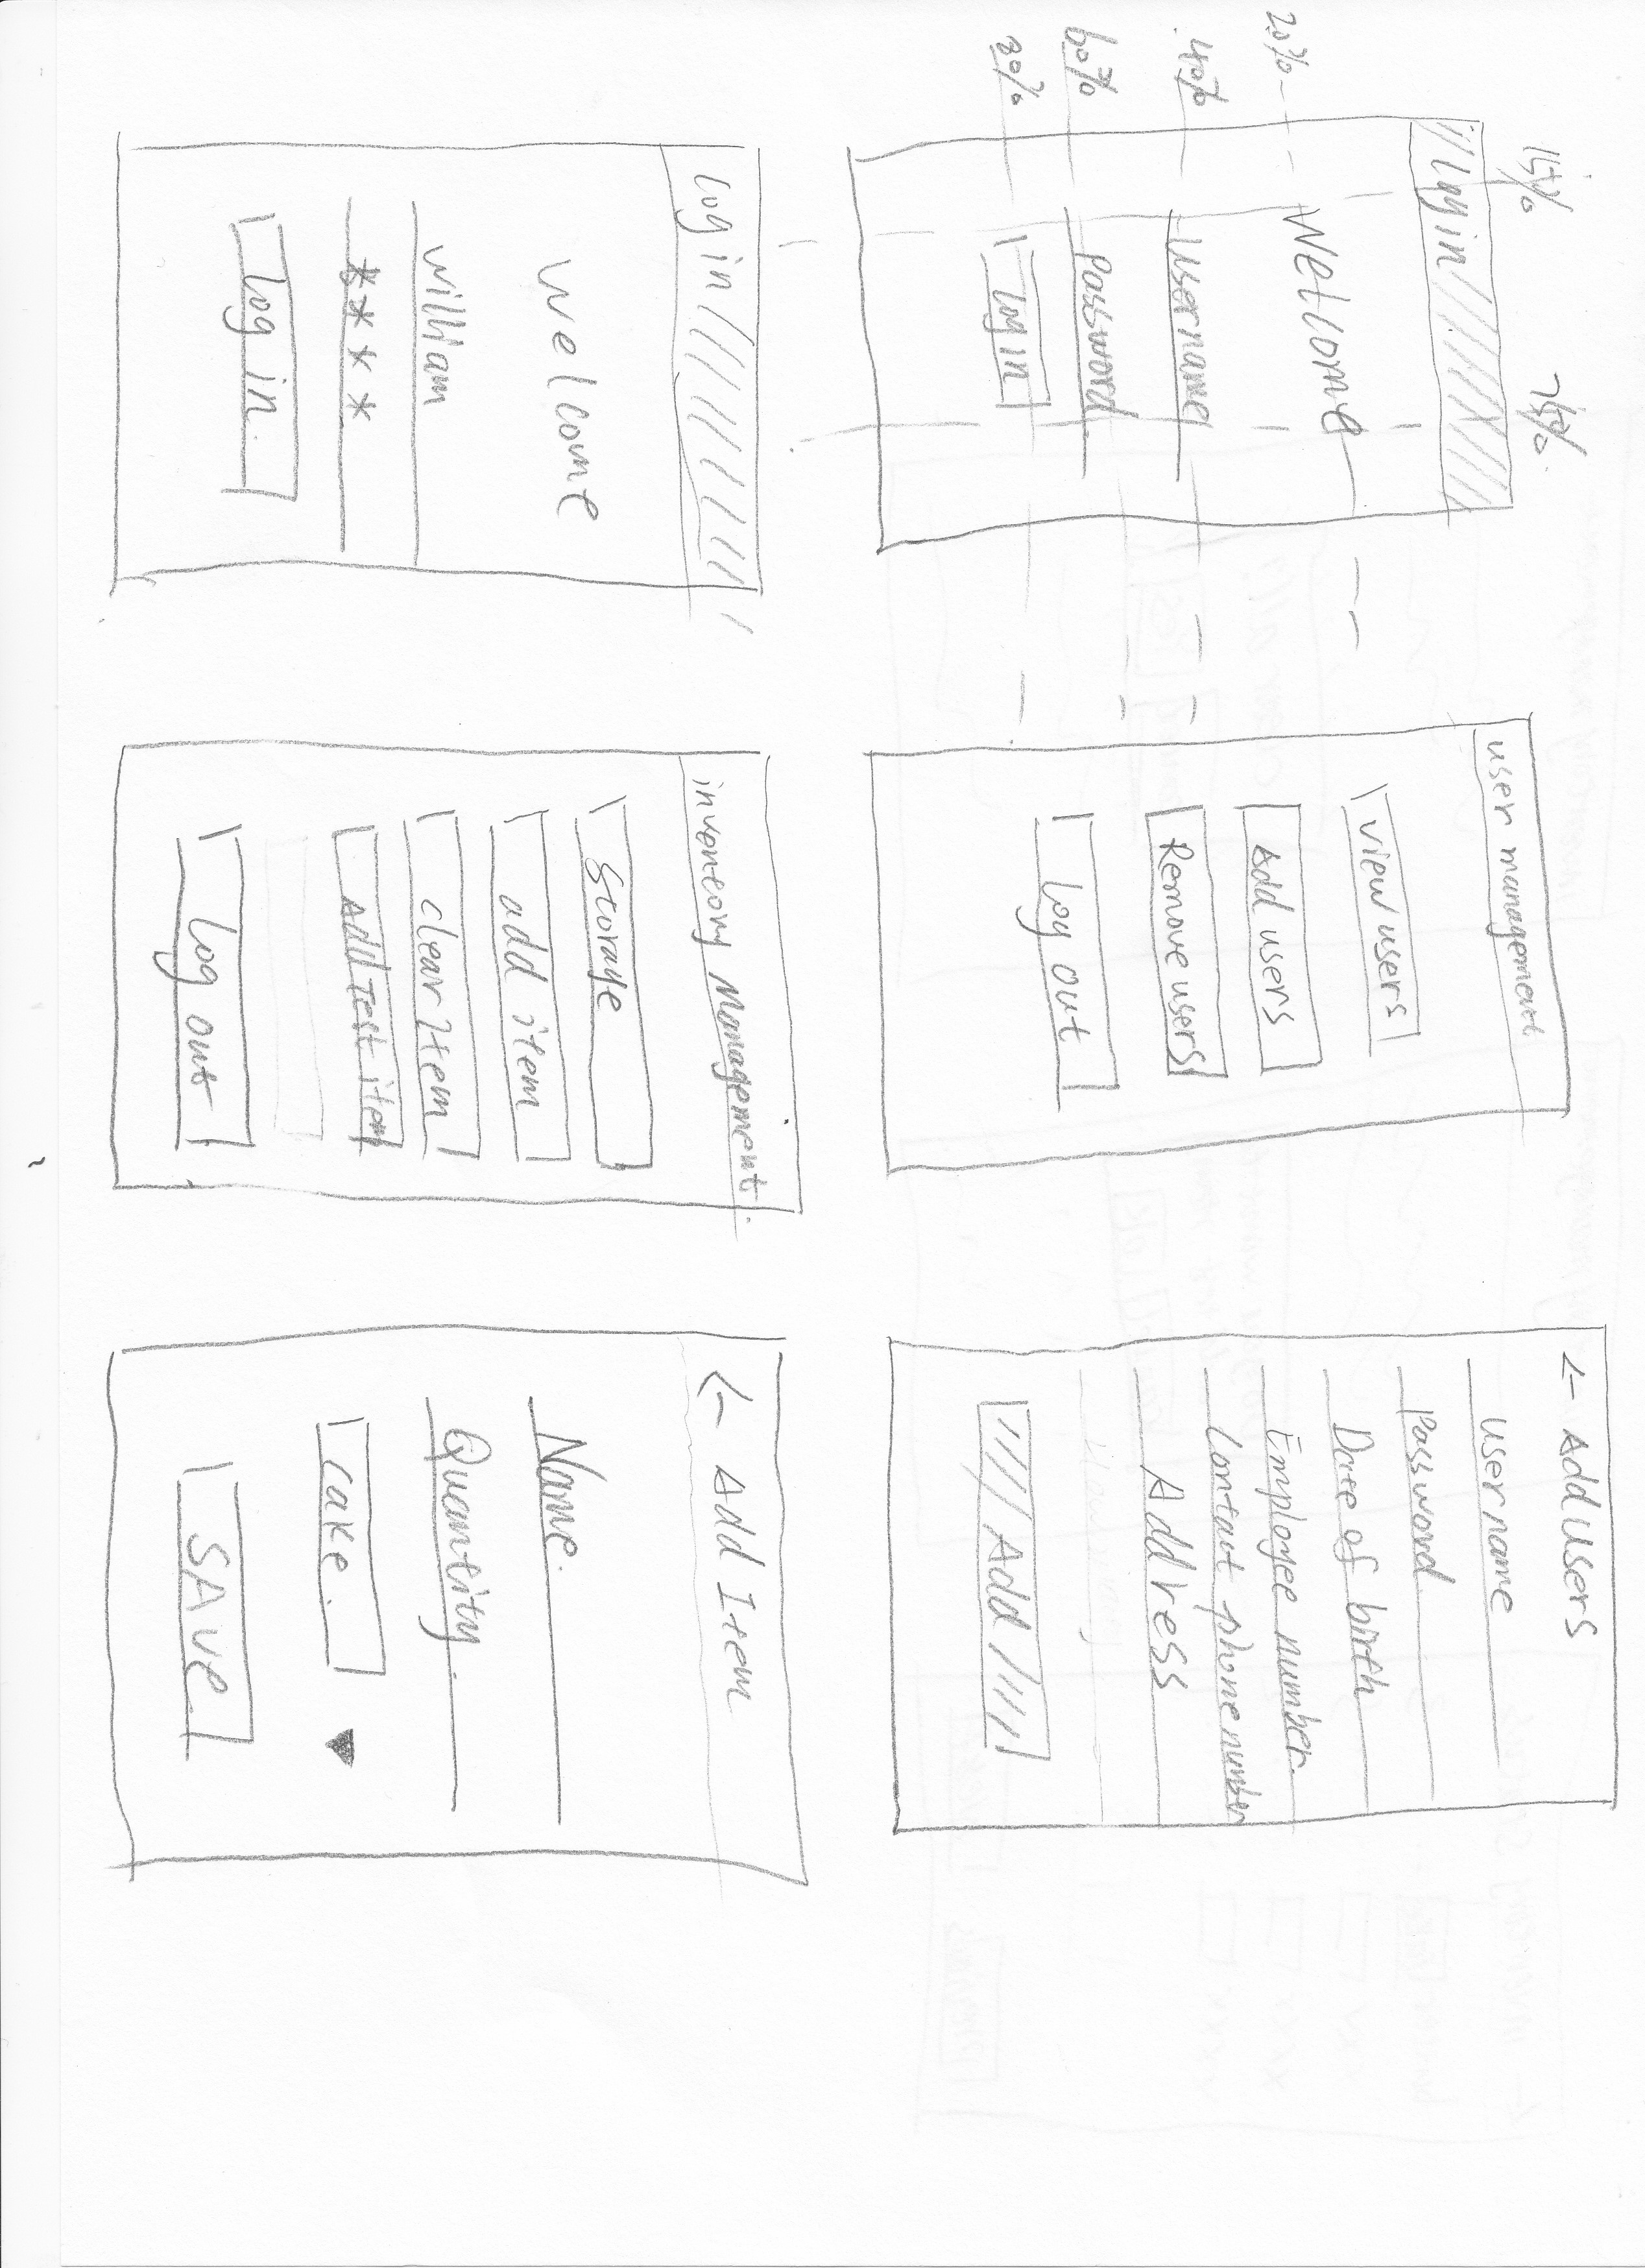 15% 75%
Log in
20%
Welcome
40%
Username
60%
Password
80%
Log in
user management
View users
Add users
Remove users
Log out
← Add Users
username
Password
Date of birth
Employee number.
Contact phone number
Address
Add
Log in
Welcome
William
****
Log in
inventory Management.
Storage
add item
clear Item
Add Test item
Log out
← Add Item
Name.
Quantity.
Cake.
SAve